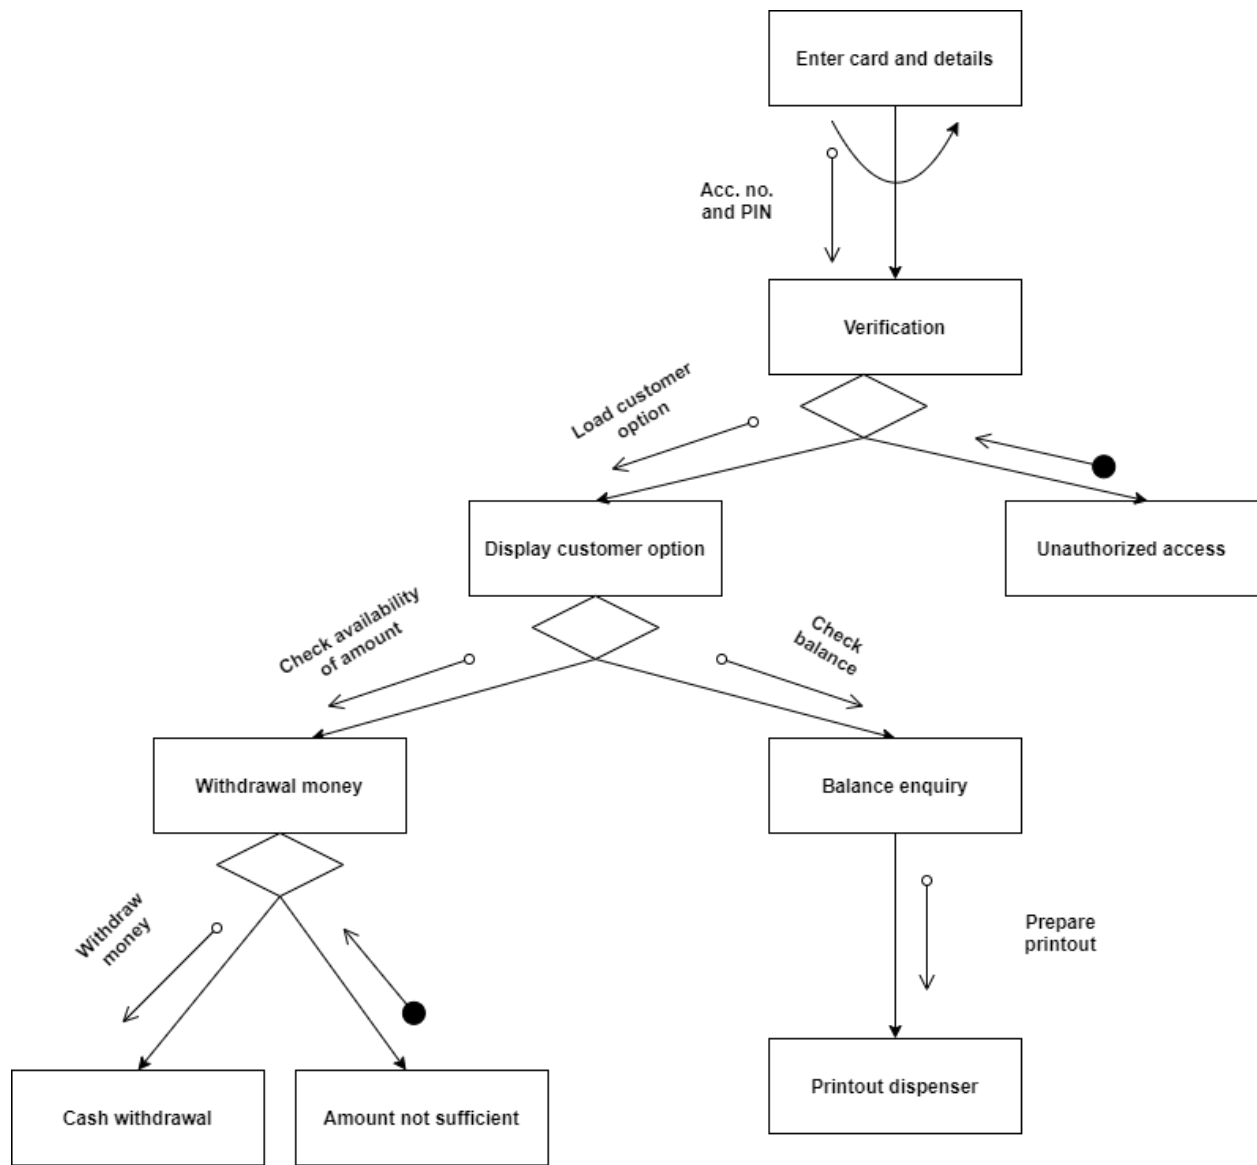 Enter card and details
Acc. no.
and PIN
Verification
Load customer
option
Display customer option
Unauthorized access
Check availability
of amount
Check
balance
Withdrawal money
Balance enquiry
Withdraw
money
Prepare
printout
Cash withdrawal
Amount not sufficient
Printout dispenser